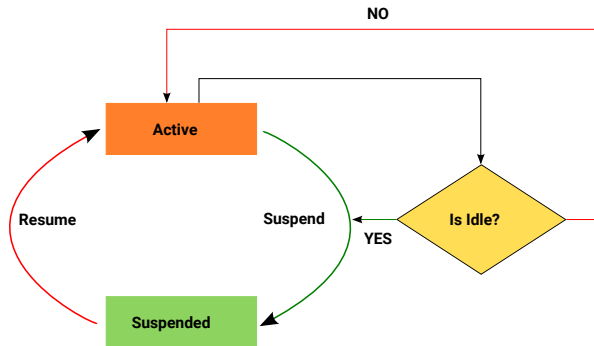 NO
Active
Resume
Suspend
Is Idle?
YES
Suspended